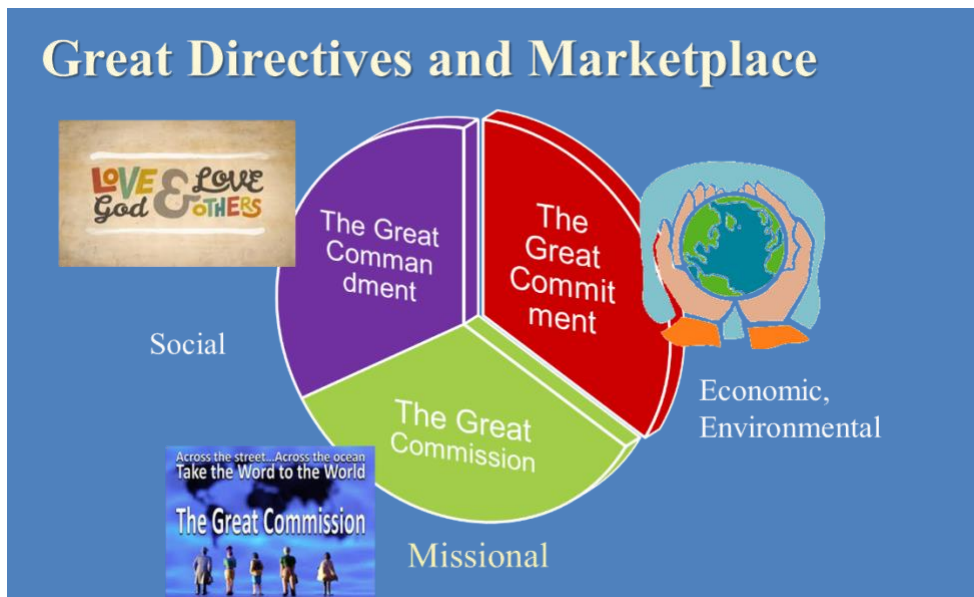 Great Directives and Marketplace
LOVE & LOVE
God OTHERS
The Great
Comman
dment
The
Great
Commit
ment
Social
Economic,
Environmental
The Great
Commission
Across the street...Across the ocean
Take the Word to the World
The Great Commission
Missional